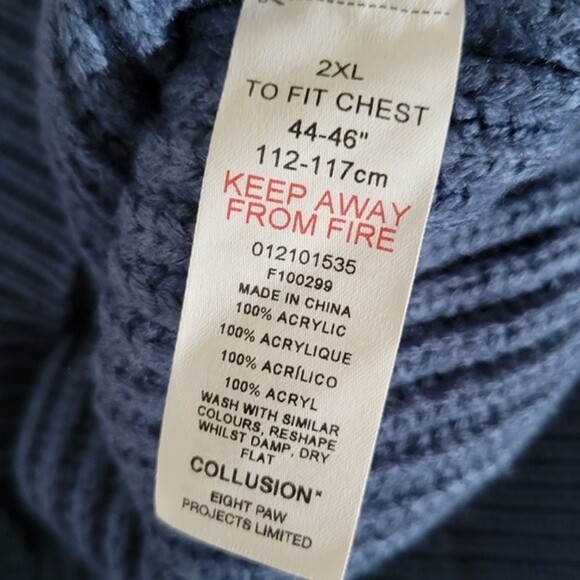 2XL
TO FIT CHEST
44-46"
112-117cm
KEEP AWAY
FROM FIRE
012101535
F100299
MADE IN CHINA
100% ACRYLIC
100% ACRYLIQUE
100% ACRÍLICO
100% ACRYL
WASH WITH SIMILAR
COLOURS, RESHAPE
WHILST DAMP, DRY
FLAT
COLLUSION"
EIGHT PAW
PROJECTS LIMITED